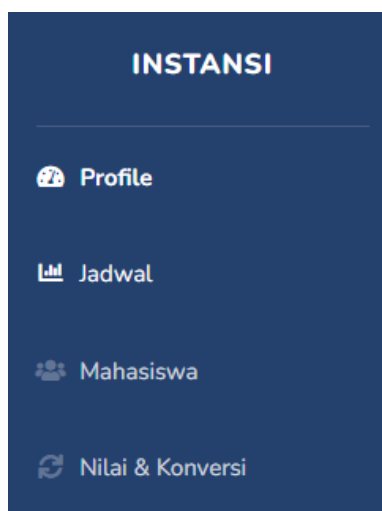 INSTANSI
Profile
Jadwal
Mahasiswa
Nilai & Konversi